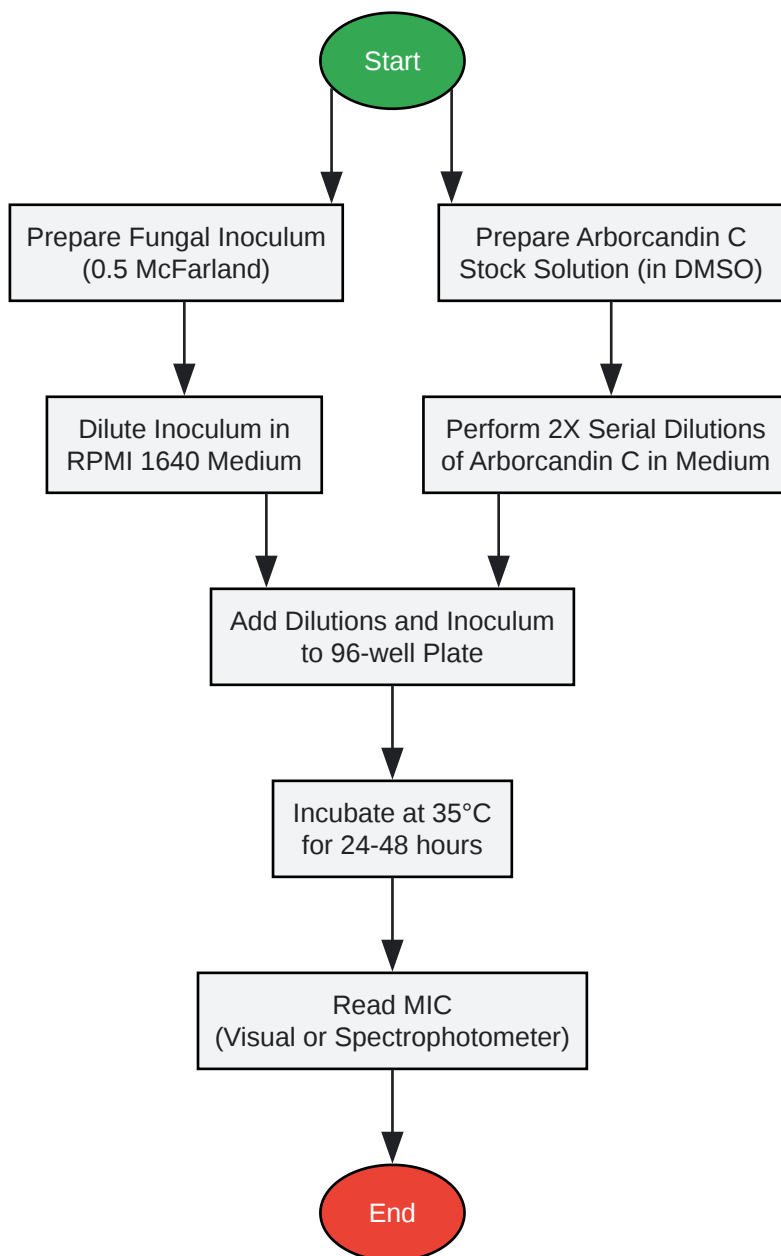 Start
Prepare Fungal Inoculum
(0.5 McFarland)
Prepare Arborcandin C
Stock Solution (in DMSO)
Dilute Inoculum in
RPMI 1640 Medium
Perform 2X Serial Dilutions
of Arborcandin C in Medium
Add Dilutions and Inoculum
to 96-well Plate
Incubate at 35°C
for 24-48 hours
Read MIC
(Visual or Spectrophotometer)
End